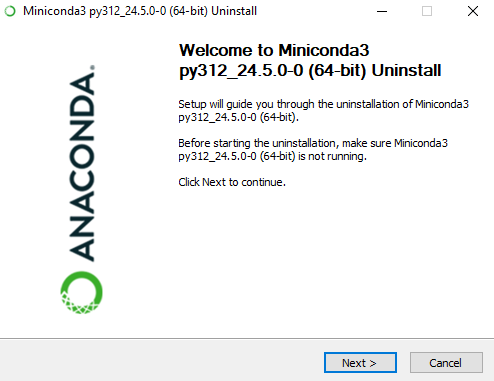 Miniconda3 py312_24.5.0-0 (64-bit) Uninstall
Welcome to Miniconda3
py312_24.5.0-0 (64-bit) Uninstall
Setup will guide you through the uninstallation of Miniconda3
py312_24.5.0-0 (64-bit).
Before starting the uninstallation, make sure Miniconda3
py312_24.5.0-0 (64-bit) is not running.
Click Next to continue.
ANACONDA.
Next >
Cancel